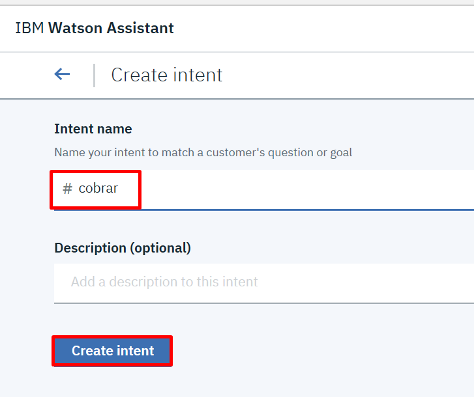 IBM Watson Assistant
Create intent
Intent name
Name your intent to match a customer's question or goal
# cobrar
Description (optional)
Add a description to this intent
Create intent